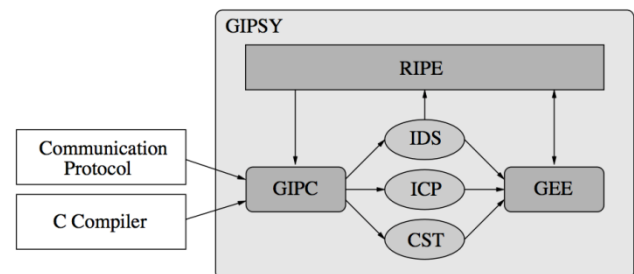 GIPSY
RIPE
Communication
Protocol
C Compiler
GIPC
IDS
ICP
CST
GEE